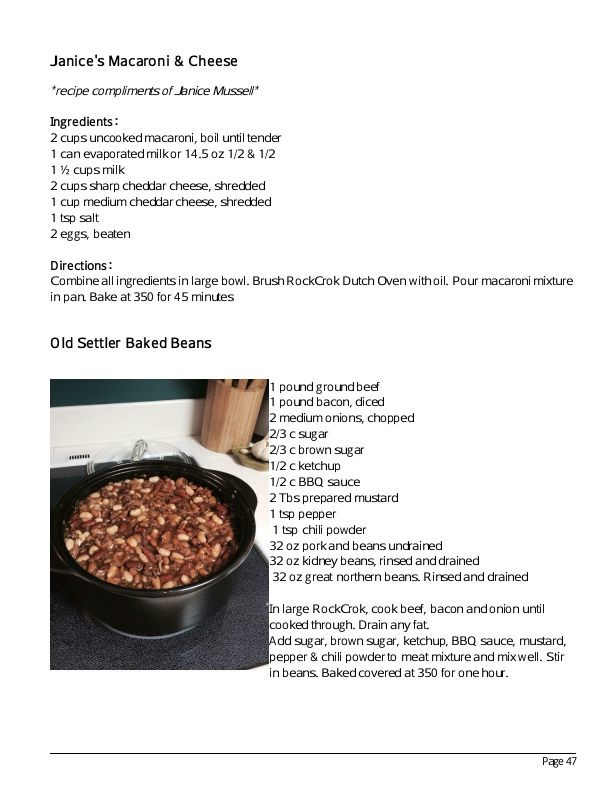 Janice's Macaroni & Cheese
*recipe compliments of Janice Mussell*
Ingredients:
2 cups uncooked macaroni, boil until tender
1 can evaporated milk or 14.5 oz 1/2 & 1/2
1 ½ cups milk
2 cups sharp cheddar cheese, shredded
1 cup medium cheddar cheese, shredded
1 tsp salt
2 eggs, beaten
Directions:
Combine all ingredients in large bowl. Brush RockCrok Dutch Oven with oil. Pour macaroni mixture
in pan. Bake at 350 for 45 minutes
Old Settler Baked Beans
1 pound ground beef
1 pound bacon, diced
2 medium onions, chopped
2/3 c sugar
2/3 c brown sugar
1/2 c ketchup
1/2 c BBQ sauce
2 Tbs prepared mustard
1 tsp pepper
1 tsp chili powder
32 oz pork and beans undrained
32 oz kidney beans, rinsed and drained
32 oz great northern beans. Rinsed and drained
In large RockCrok, cook beef, bacon and onion until
cooked through. Drain any fat.
Add sugar, brown sugar, ketchup, BBQ sauce, mustard,
pepper & chili powder to meat mixture and mix well. Stir
in beans. Baked covered at 350 for one hour.
Page 47